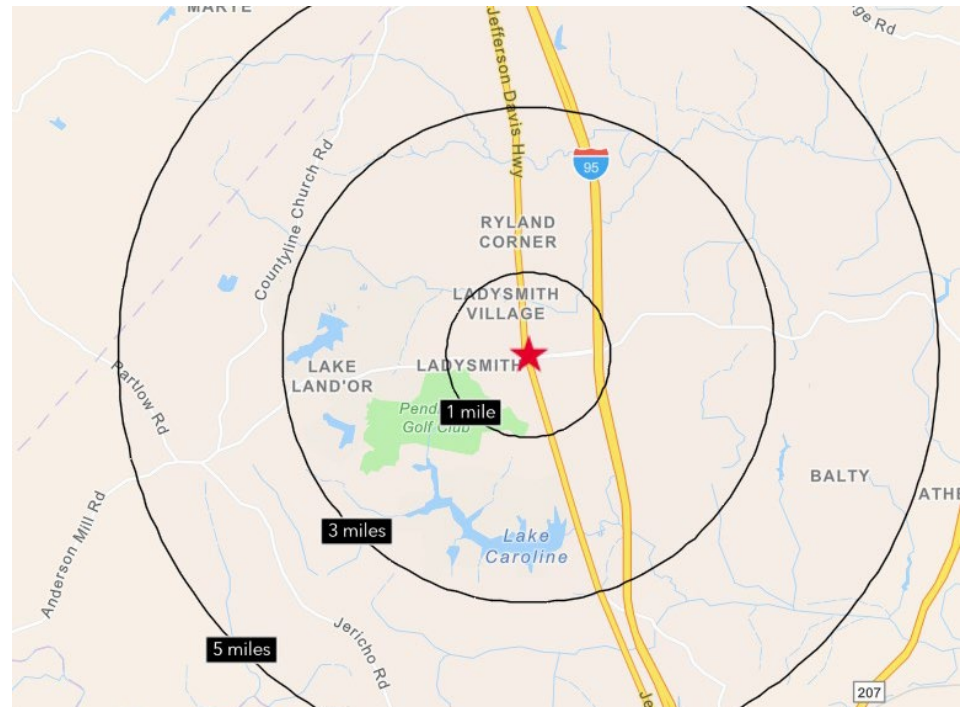 MARYE
Jefferson Davis Hwy
95
Countyline Church Rd
RYLAND
CORNER
LADYSMITH
VILLAGE
LAKE
LAND'OR
LADYSMITH
Partlow Rd
1 mile
Golf Club
BALTY
3 miles
Lake
Caroline
Anderson Mill Rd
Jericho Rd
5 miles
207